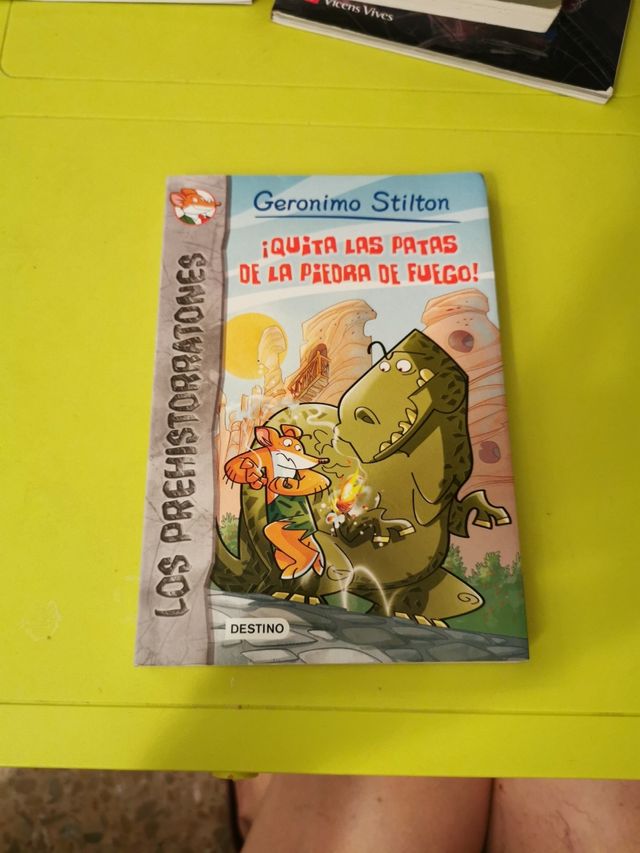 Vicens Vives
Geronimo Stilton
¡QUITA LAS PATAS
DE LA PIEDRA DE FUEGO!
LOS PREHISTORRATONES
DESTINO